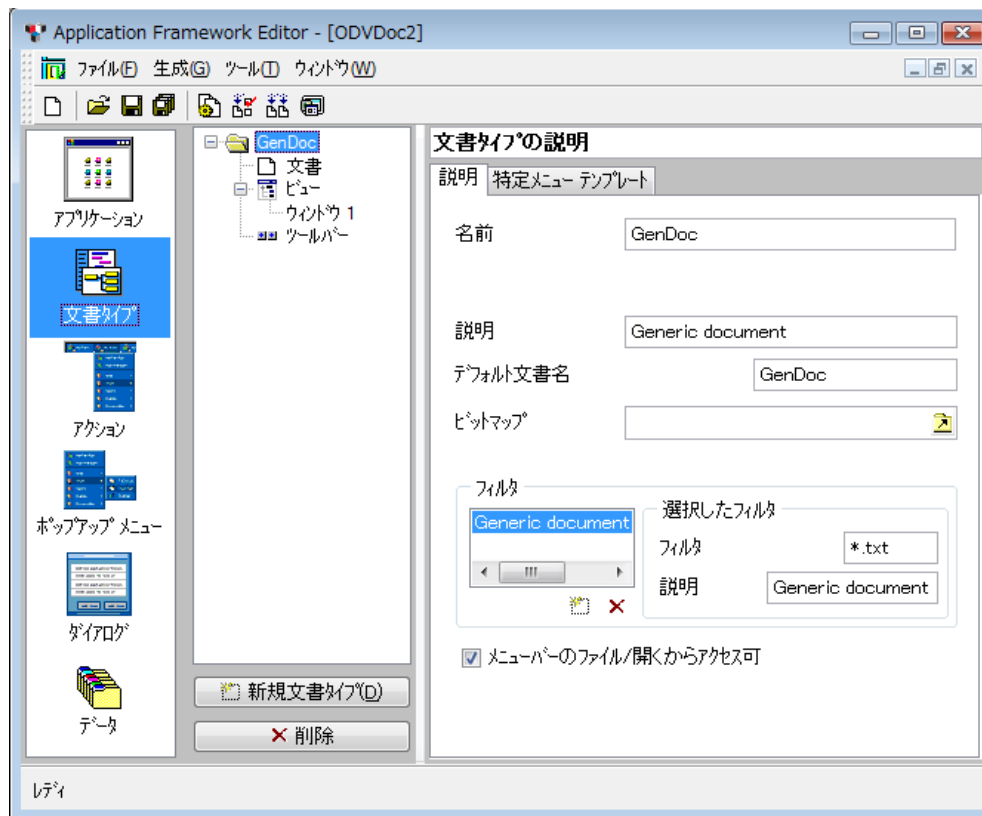 Application Framework Editor - [ODVDoc2]
ファイル(F) 生成(G) ツール(T) ウィンドウ(W)
アプリケーション
文書タイプ
アクション
ポップアップ メニュー
ダイアログ
データ
GenDoc
文書
ビュー
ウィンドウ 1
ツールバー
新規文書タイプ(D)
削除
文書タイプの説明
説明 特定メニュー テンプレート
名前 GenDoc
説明 Generic document
デフォルト文書名 GenDoc
ビットマップ
フィルタ
Generic document
選択したフィルタ
フィルタ *.txt
説明 Generic document
メニューバーのファイル/開くからアクセス可
レディ